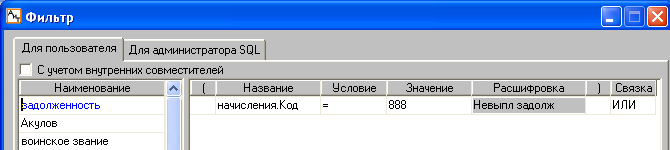 Фильтр
Для пользователя Для администратора SQL
С учетом внутренних совместителей
Наименование ( Название Условие Значение Расшифровка ) Связка
задолженность начисления.Код = 888 Невыпл задолж ИЛИ
Акулов
воинское звание